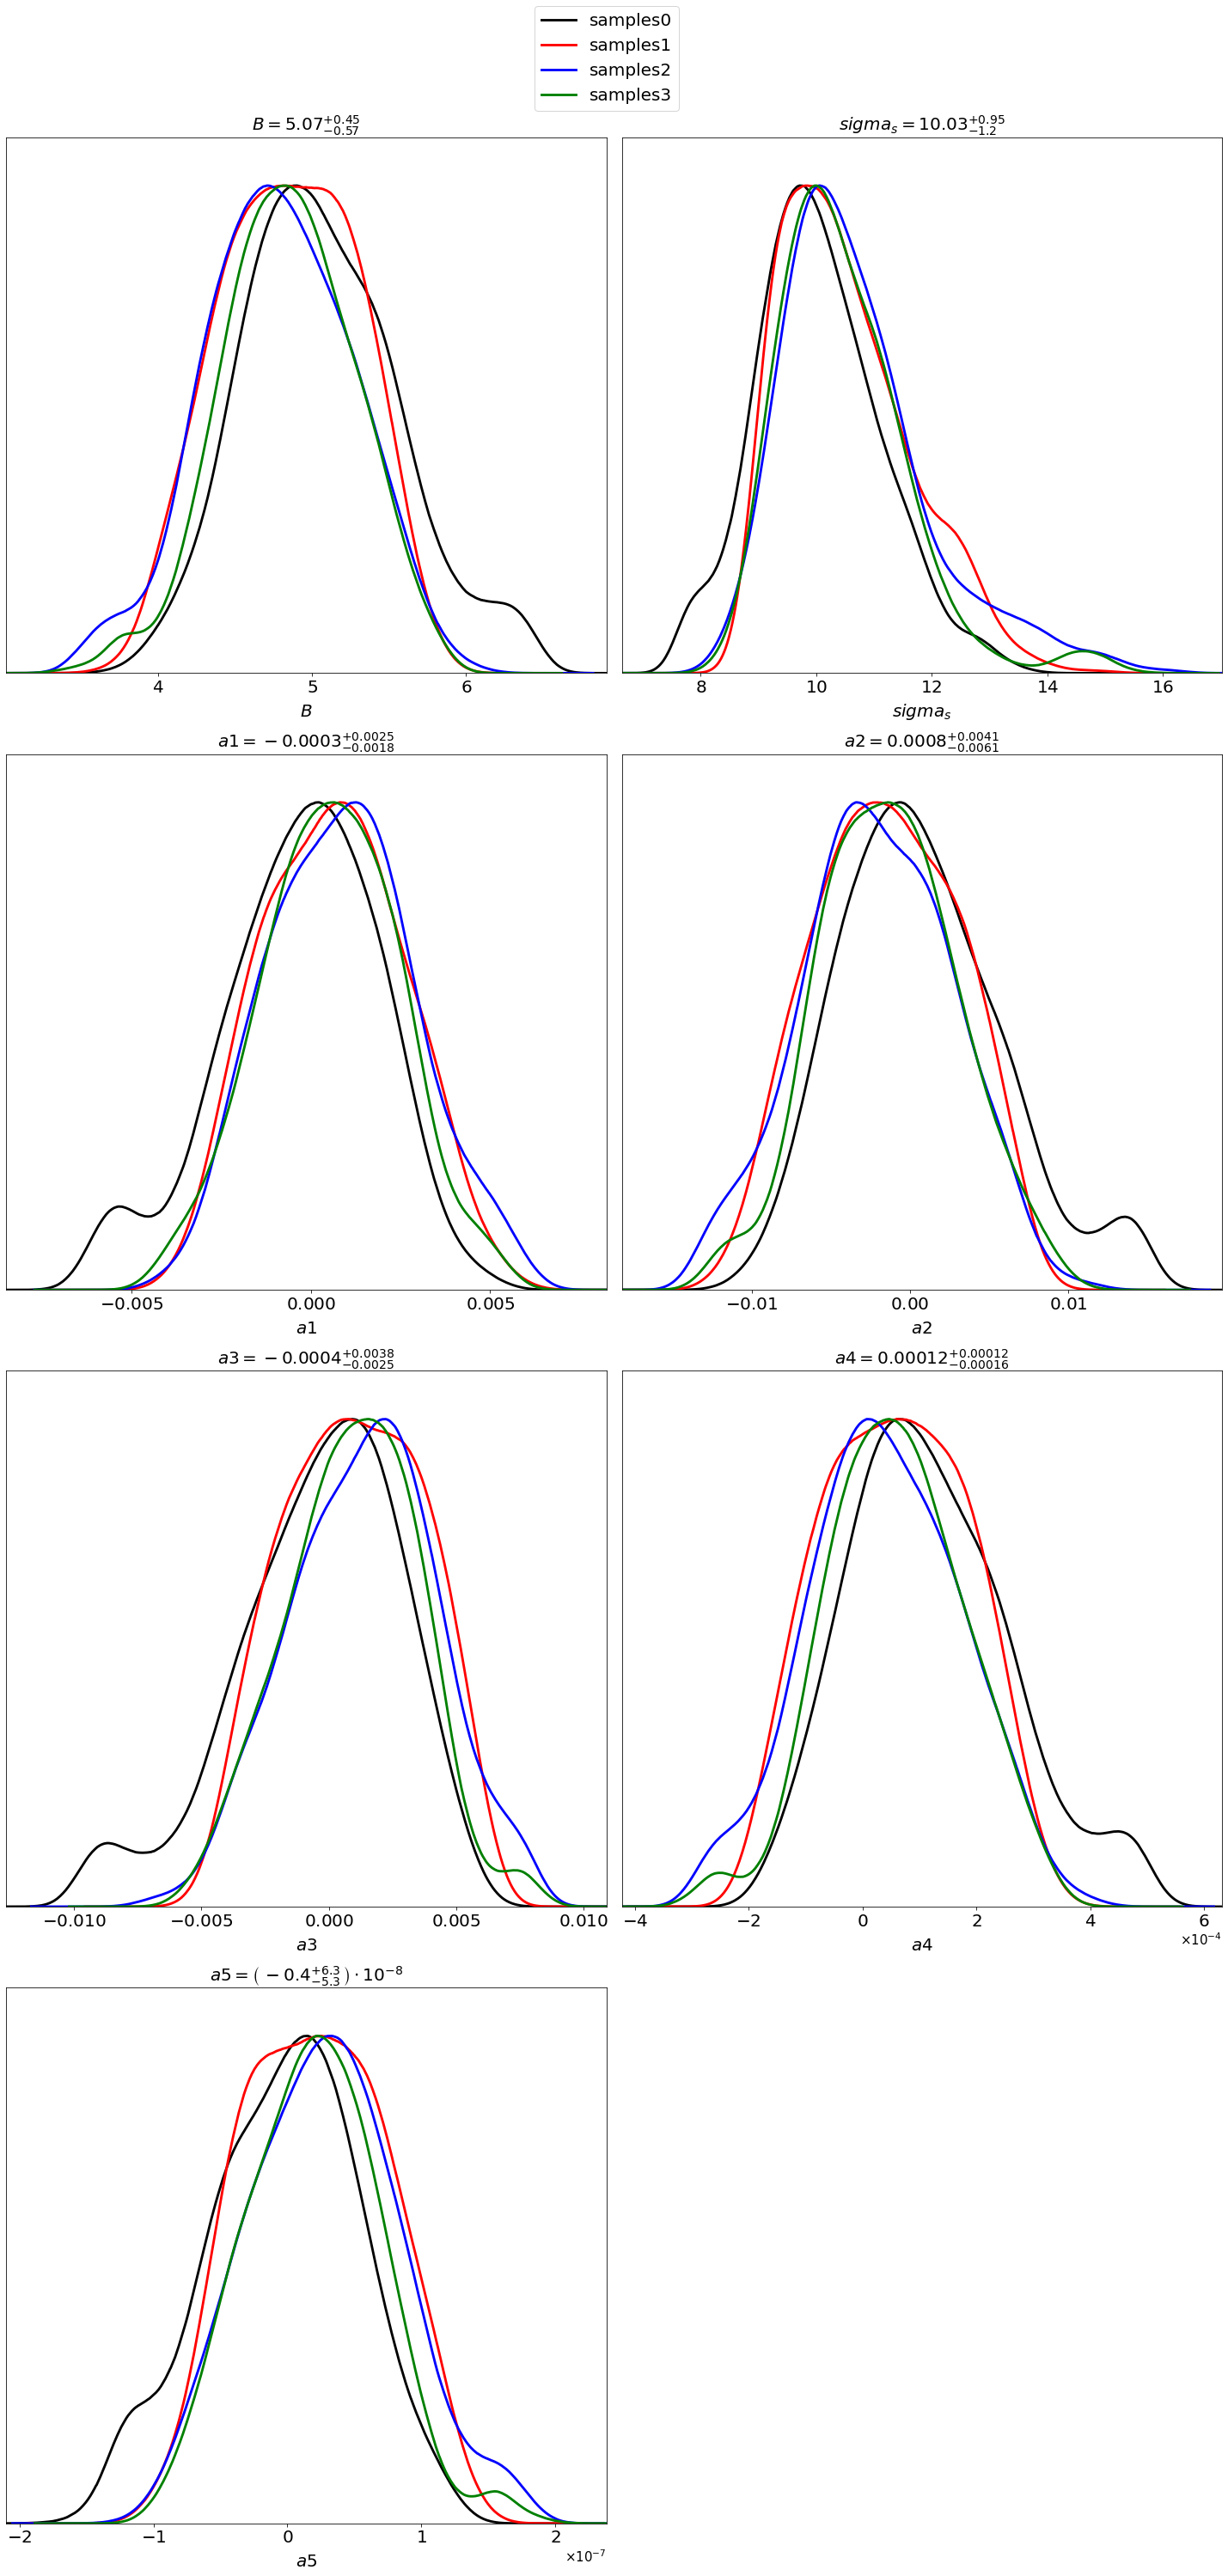 samples0
samples1
samples2
samples3
B = 5.07^{+0.45}_{-0.57}
sigma_s = 10.03^{+0.95}_{-1.2}
4 5 6
8 10 12 14 16
B
sigma_s
a1 = −0.0003^{+0.0025}_{-0.0018}
a2 = 0.0008^{+0.0041}_{-0.0061}
−0.005 0.000 0.005
−0.01 0.00 0.01
a1
a2
a3 = −0.0004^{+0.0038}_{-0.0025}
a4 = 0.00012^{+0.00012}_{-0.00016}
−0.010 −0.005 0.000 0.005 0.010
−4 −2 0 2 4 6
×10^{-4}
a3
a4
a5 = (−0.4^{+6.3}_{-5.3}) · 10^{-8}
−2 −1 0 1 2
×10^{-7}
a5